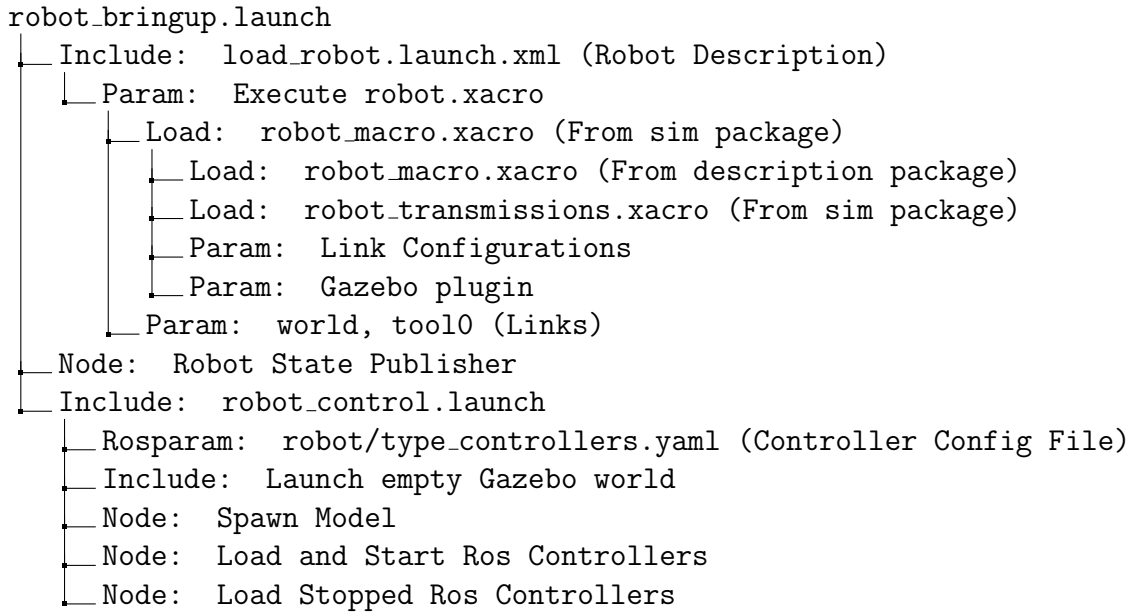 robot_bringup.launch
Include: load_robot.launch.xml (Robot Description)
Param: Execute robot.xacro
Load: robot_macro.xacro (From sim package)
Load: robot_macro.xacro (From description package)
Load: robot_transmissions.xacro (From sim package)
Param: Link Configurations
Param: Gazebo plugin
Param: world, tool0 (Links)
Node: Robot State Publisher
Include: robot_control.launch
Rosparam: robot/type_controllers.yaml (Controller Config File)
Include: Launch empty Gazebo world
Node: Spawn Model
Node: Load and Start Ros Controllers
Node: Load Stopped Ros Controllers